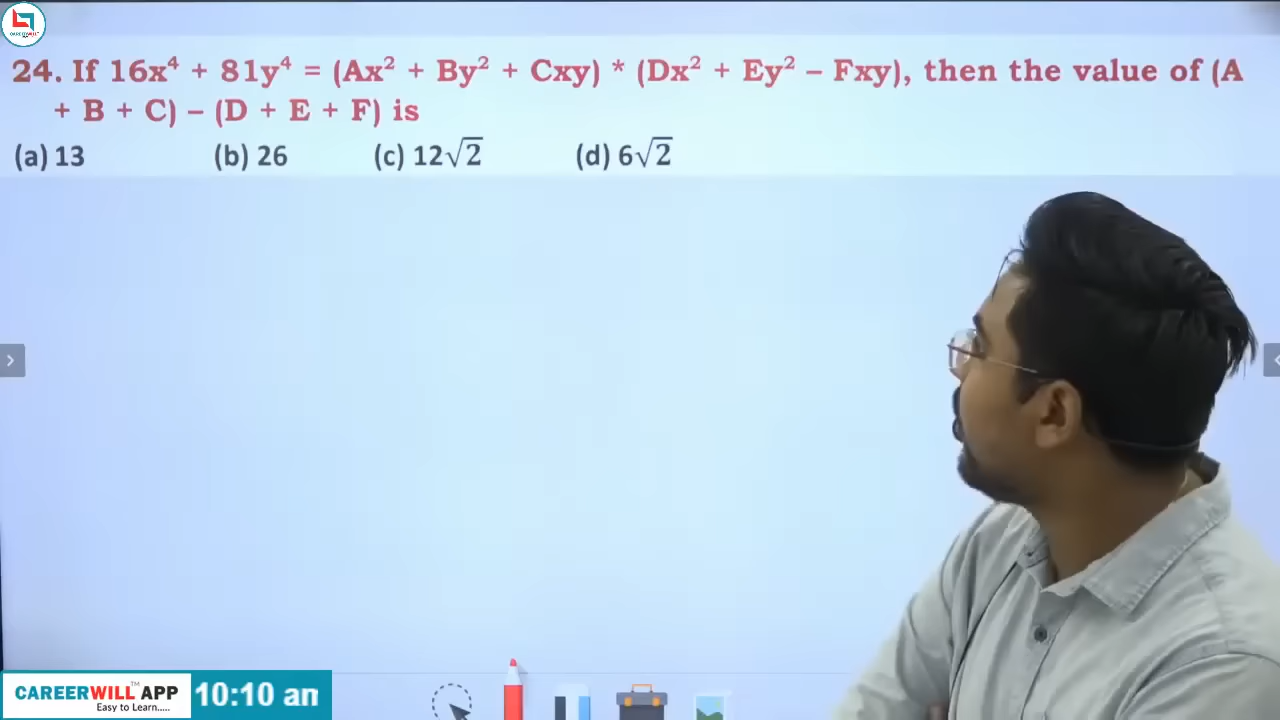 CAREERWILL
24. If 16x⁴ + 81y⁴ = (Ax² + By² + Cxy) * (Dx² + Ey² – Fxy), then the value of (A
+ B + C) – (D + E + F) is
(a) 13 (b) 26 (c) 12√2 (d) 6√2
CAREERWILL™ APP
Easy to Learn.....
10:10 an